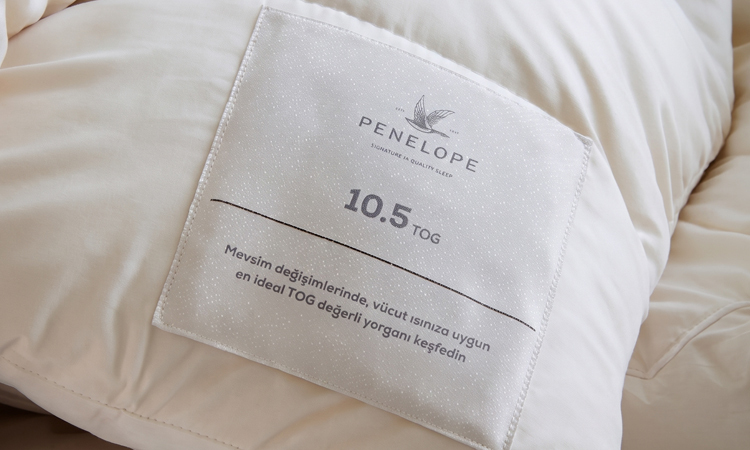 PENELOPE
SIGNATURE IN QUALITY SLEEP
10.5 TOG
Mevsim değişimlerinde, vücut ısınıza uygun
en ideal TOG değerli yorganı keşfedin